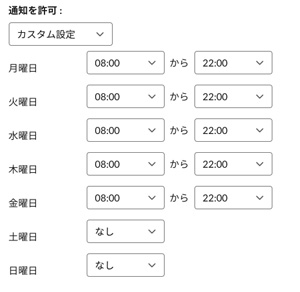 通知を許可 :
カスタム設定
月曜日 08:00 から 22:00
火曜日 08:00 から 22:00
水曜日 08:00 から 22:00
木曜日 08:00 から 22:00
金曜日 08:00 から 22:00
土曜日 なし
日曜日 なし